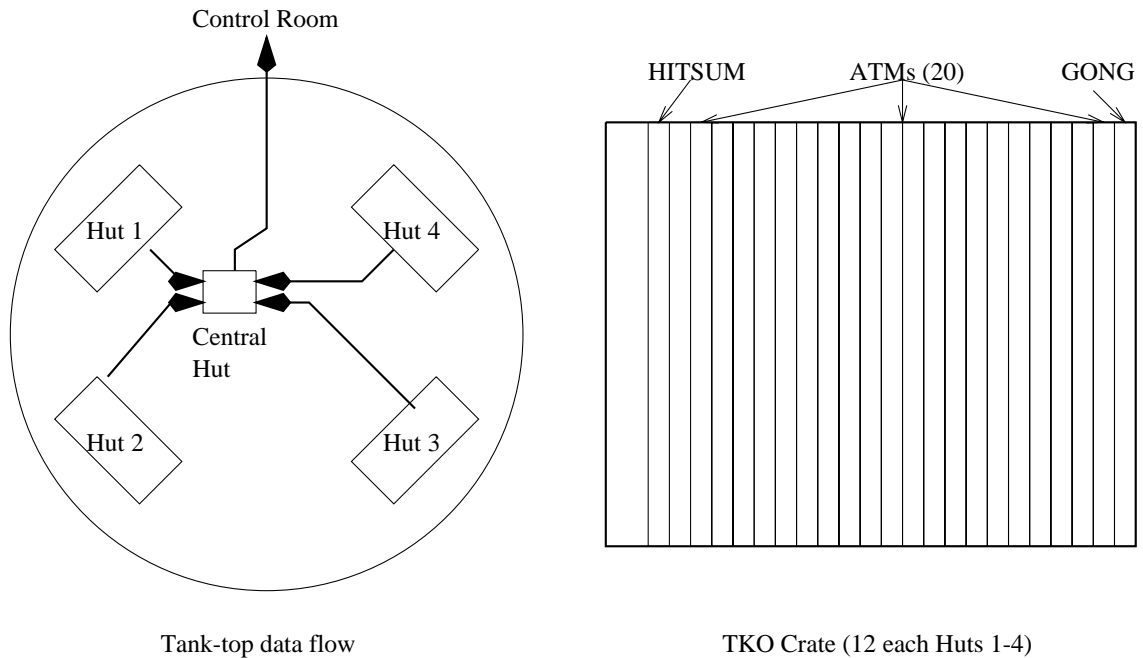 Control Room
HITSUM
ATMs (20)
GONG
Hut 1
Hut 4
Central
Hut
Hut 2
Hut 3
Tank-top data flow
TKO Crate (12 each Huts 1-4)